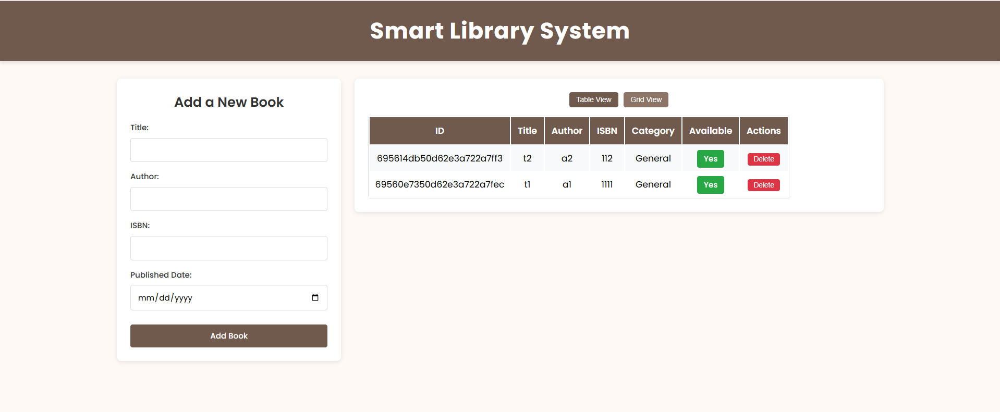 Smart Library System
Add a New Book
Title:
Author:
ISBN:
Published Date:
mm/dd/yyyy
Add Book
Table View Grid View
ID Title Author ISBN Category Available Actions
695614db50d62e3a722a7ff3 t2 a2 112 General Yes Delete
69560e7350d62e3a722a7fec t1 a1 1111 General Yes Delete